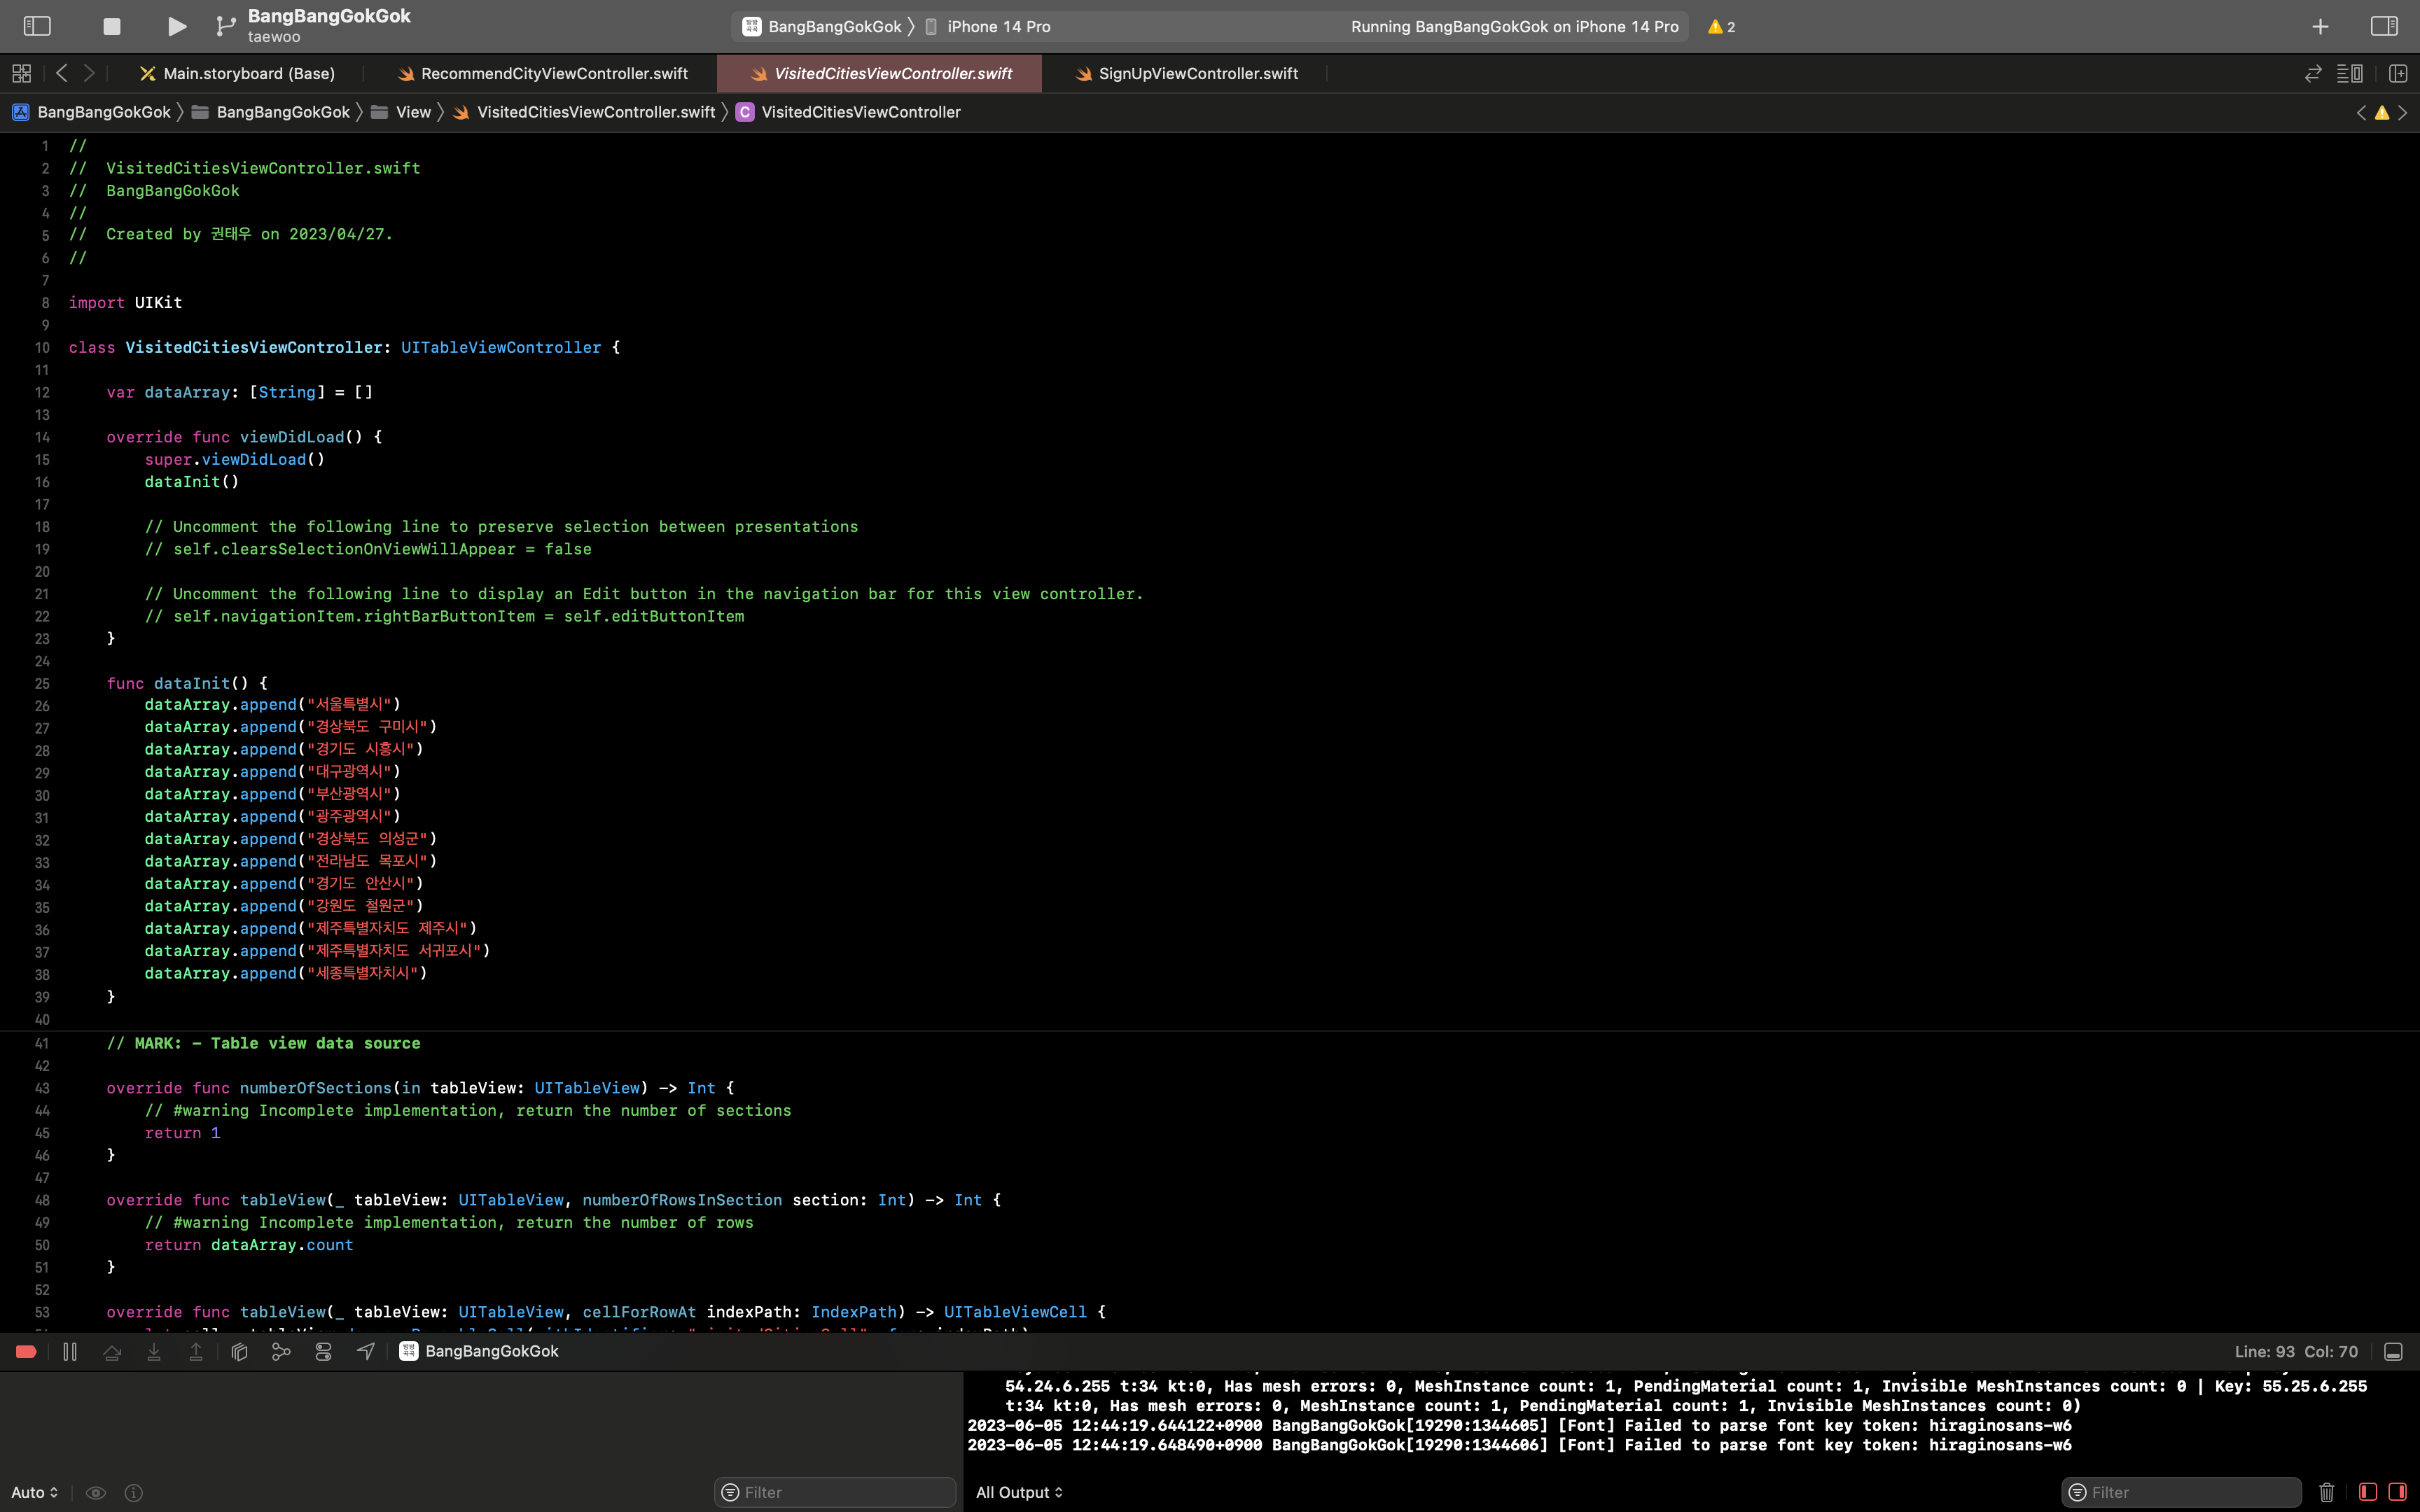 BangBangGokGok
taewoo
BangBangGokGok 〉 iPhone 14 Pro
Running BangBangGokGok on iPhone 14 Pro
2
Main.storyboard (Base)
RecommendCityViewController.swift
VisitedCitiesViewController.swift
SignUpViewController.swift
BangBangGokGok 〉 BangBangGokGok 〉 View 〉 VisitedCitiesViewController.swift 〉 C VisitedCitiesViewController
1 //
2 //  VisitedCitiesViewController.swift
3 //  BangBangGokGok
4 //
5 //  Created by 권태우 on 2023/04/27.
6 //
7
8 import UIKit
9
10 class VisitedCitiesViewController: UITableViewController {
11
12     var dataArray: [String] = []
13
14     override func viewDidLoad() {
15         super.viewDidLoad()
16         dataInit()
17
18         // Uncomment the following line to preserve selection between presentations
19         // self.clearsSelectionOnViewWillAppear = false
20
21         // Uncomment the following line to display an Edit button in the navigation bar for this view controller.
22         // self.navigationItem.rightBarButtonItem = self.editButtonItem
23     }
24
25     func dataInit() {
26         dataArray.append("서울특별시")
27         dataArray.append("경상북도 구미시")
28         dataArray.append("경기도 시흥시")
29         dataArray.append("대구광역시")
30         dataArray.append("부산광역시")
31         dataArray.append("광주광역시")
32         dataArray.append("경상북도 의성군")
33         dataArray.append("전라남도 목포시")
34         dataArray.append("경기도 안산시")
35         dataArray.append("강원도 철원군")
36         dataArray.append("제주특별자치도 제주시")
37         dataArray.append("제주특별자치도 서귀포시")
38         dataArray.append("세종특별자치시")
39     }
40
41     // MARK: - Table view data source
42
43     override func numberOfSections(in tableView: UITableView) -> Int {
44         // #warning Incomplete implementation, return the number of sections
45         return 1
46     }
47
48     override func tableView(_ tableView: UITableView, numberOfRowsInSection section: Int) -> Int {
49         // #warning Incomplete implementation, return the number of rows
50         return dataArray.count
51     }
52
53     override func tableView(_ tableView: UITableView, cellForRowAt indexPath: IndexPath) -> UITableViewCell {
BangBangGokGok
Line: 93  Col: 70
54.24.6.255 t:34 kt:0, Has mesh errors: 0, MeshInstance count: 1, PendingMaterial count: 1, Invisible MeshInstances count: 0 | Key: 55.25.6.255
t:34 kt:0, Has mesh errors: 0, MeshInstance count: 1, PendingMaterial count: 1, Invisible MeshInstances count: 0)
2023-06-05 12:44:19.644122+0900 BangBangGokGok[19290:1344605] [Font] Failed to parse font key token: hiraginosans-w6
2023-06-05 12:44:19.648490+0900 BangBangGokGok[19290:1344606] [Font] Failed to parse font key token: hiraginosans-w6
Auto
Filter
All Output
Filter